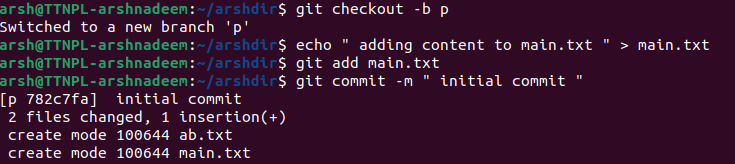 arsh@TTNPL-arshnadeem:~/arshdir$ git checkout -b p
Switched to a new branch 'p'
arsh@TTNPL-arshnadeem:~/arshdir$ echo " adding content to main.txt " > main.txt
arsh@TTNPL-arshnadeem:~/arshdir$ git add main.txt
arsh@TTNPL-arshnadeem:~/arshdir$ git commit -m " initial commit "
[p 782c7fa]  initial commit
 2 files changed, 1 insertion(+)
 create mode 100644 ab.txt
 create mode 100644 main.txt